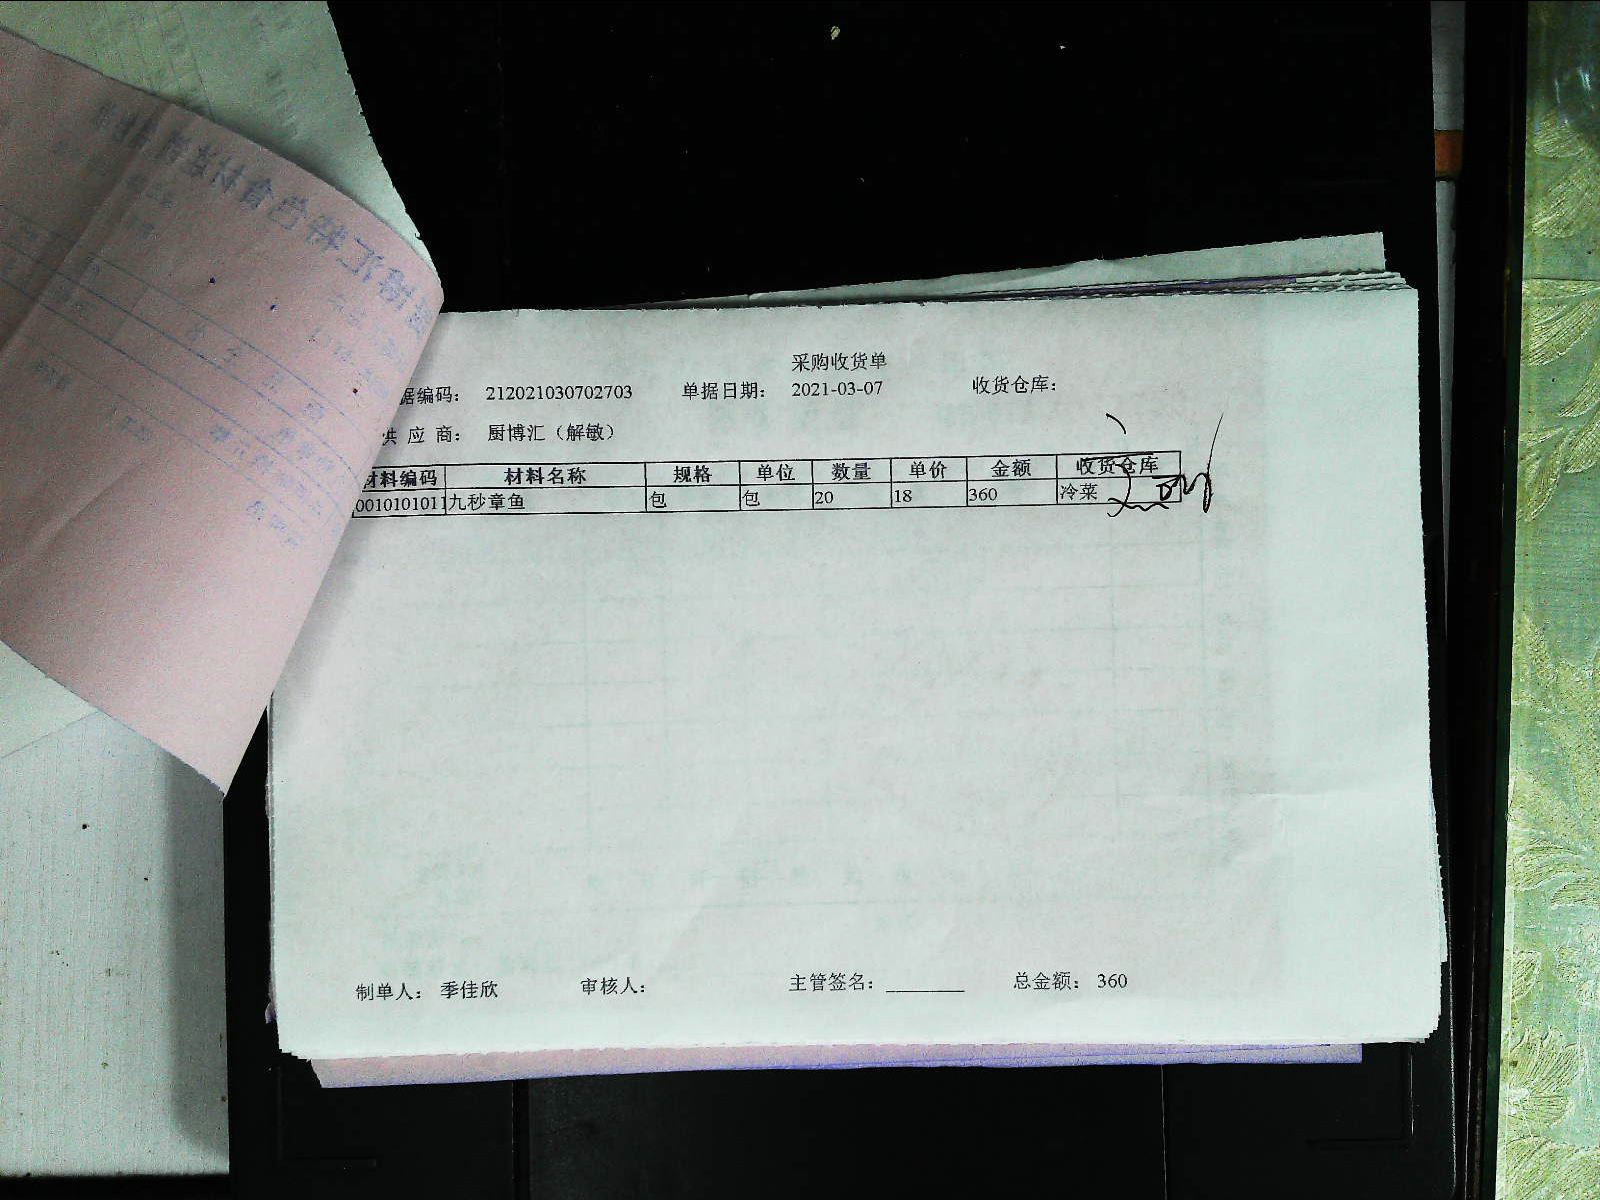 采购收货单
据编码： 212021030702703 单据日期： 2021-03-07 收货仓库：
供 应 商： 厨博汇（解敏）
材料编码 材料名称 规格 单位 数量 单价 金额 收货仓库
0010101011 九秒章鱼 包 包 20 18 360 冷菜
制单人： 季佳欣 审核人： 主管签名：________ 总金额： 360